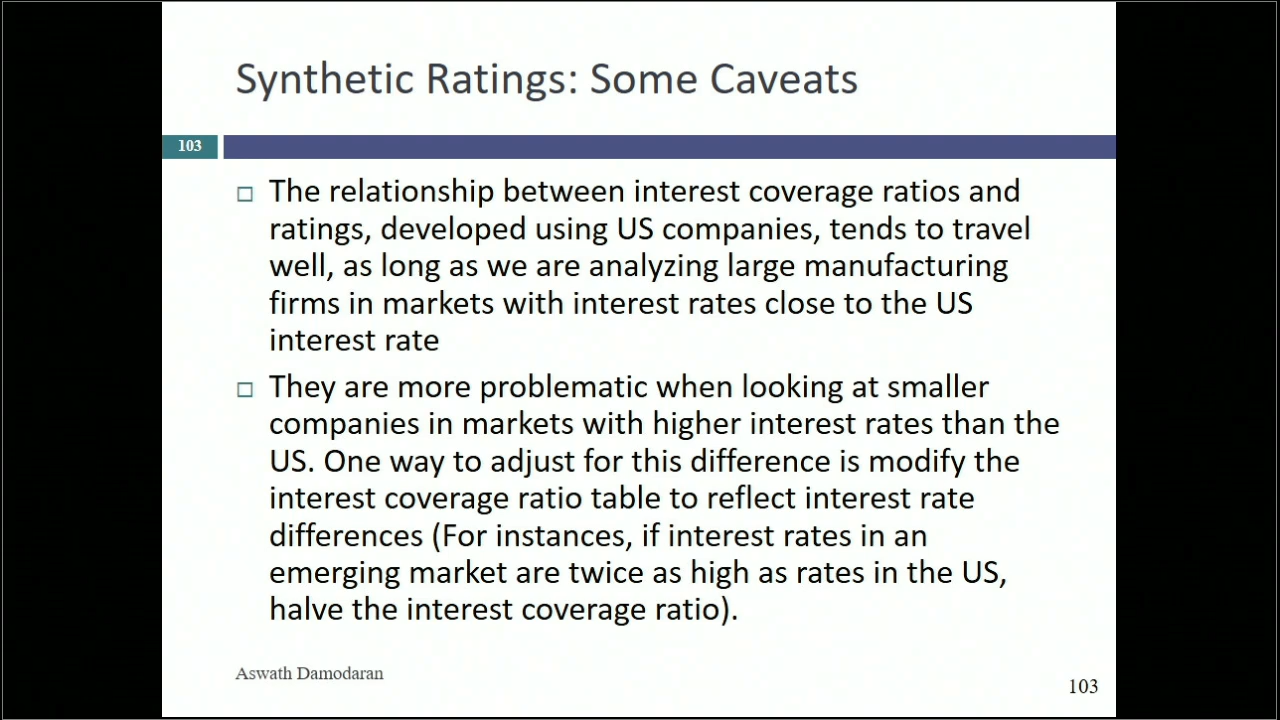 Synthetic Ratings: Some Caveats
103
The relationship between interest coverage ratios and
ratings, developed using US companies, tends to travel
well, as long as we are analyzing large manufacturing
firms in markets with interest rates close to the US
interest rate
They are more problematic when looking at smaller
companies in markets with higher interest rates than the
US. One way to adjust for this difference is modify the
interest coverage ratio table to reflect interest rate
differences (For instances, if interest rates in an
emerging market are twice as high as rates in the US,
halve the interest coverage ratio).
Aswath Damodaran
103